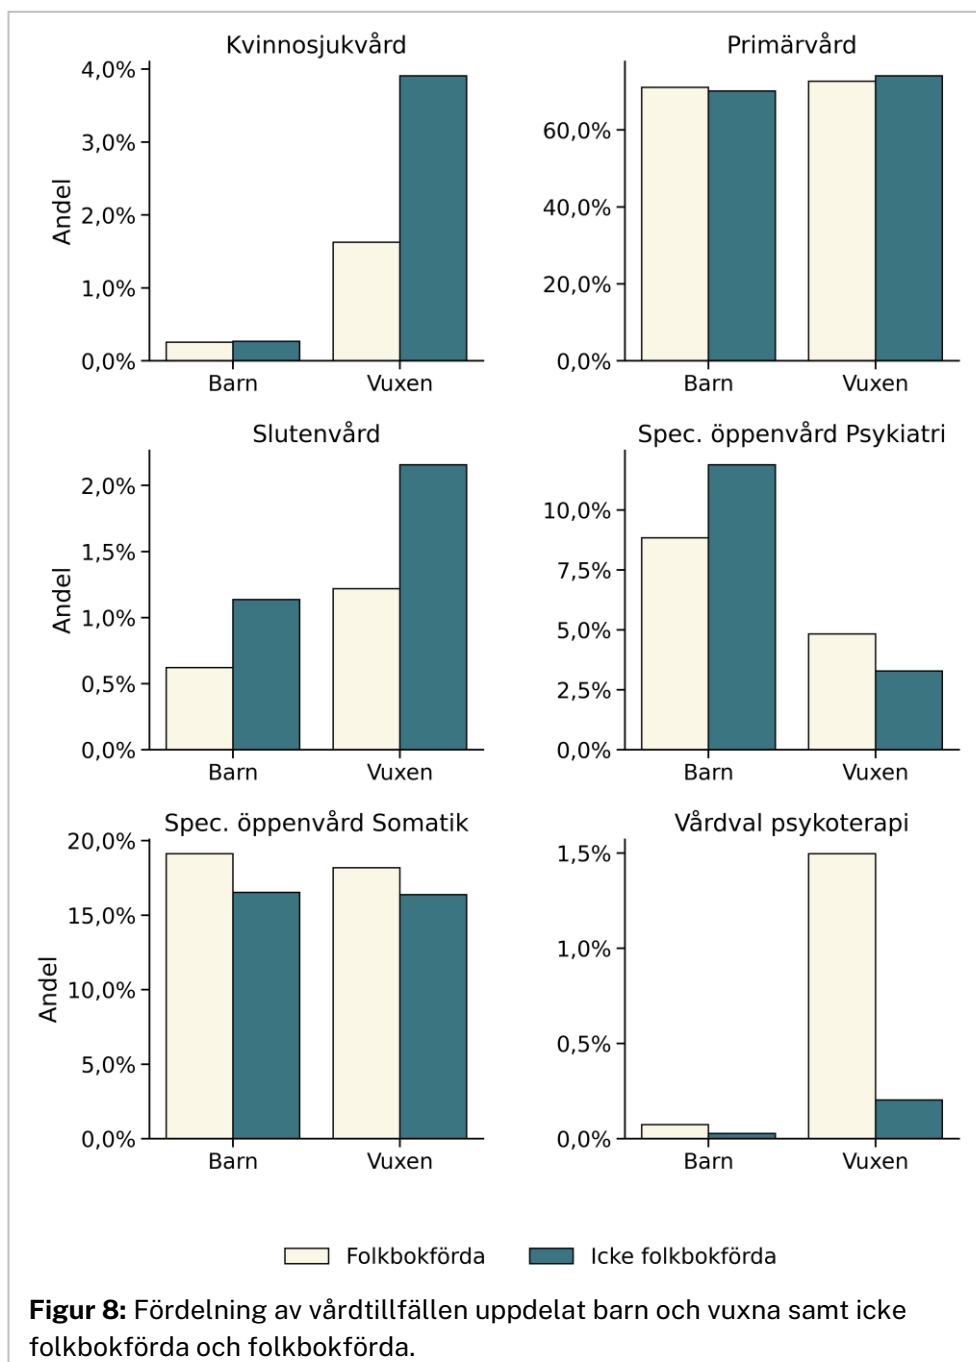 Kvinnosjukvård
Andel
4,0%
3,0%
2,0%
1,0%
0,0%
Barn
Vuxen
Primärvård
60,0%
40,0%
20,0%
0,0%
Barn
Vuxen
Slutenvård
Andel
2,0%
1,5%
1,0%
0,5%
0,0%
Barn
Vuxen
Spec. öppenvård Psykiatri
10,0%
7,5%
5,0%
2,5%
0,0%
Barn
Vuxen
Spec. öppenvård Somatik
Andel
20,0%
15,0%
10,0%
5,0%
0,0%
Barn
Vuxen
Vårdval psykoterapi
1,5%
1,0%
0,5%
0,0%
Barn
Vuxen
Folkbokförda
Icke folkbokförda
Figur 8: Fördelning av vårdtillfällen uppdelat barn och vuxna samt icke
folkbokförda och folkbokförda.